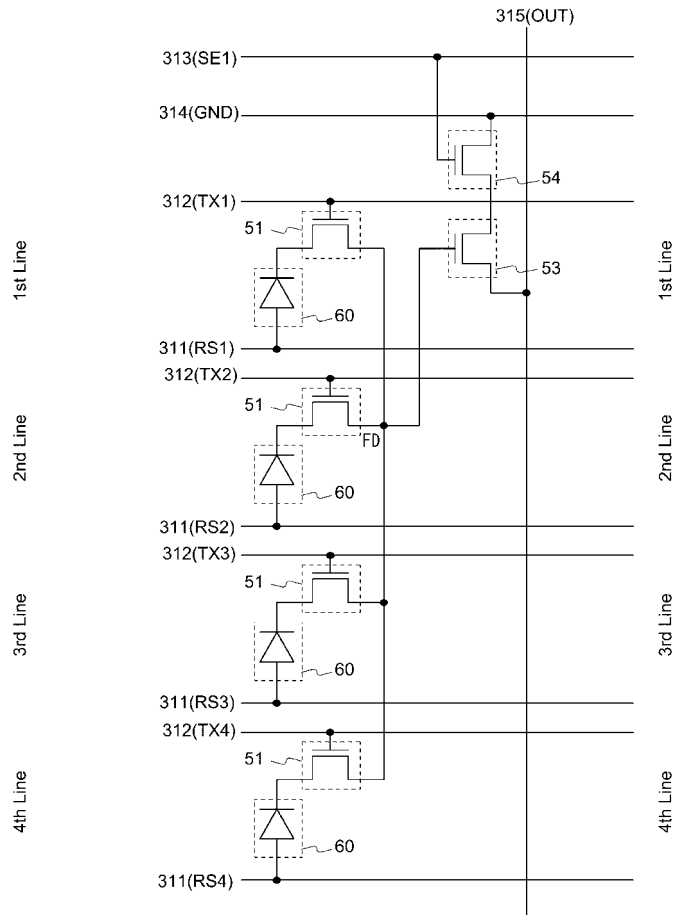 315(OUT)
313(SE1)
314(GND)
54
312(TX1)
51
53
1st Line
1st Line
60
311(RS1)
312(TX2)
51
FD
2nd Line
2nd Line
60
311(RS2)
312(TX3)
51
3rd Line
3rd Line
60
311(RS3)
312(TX4)
51
4th Line
4th Line
60
311(RS4)